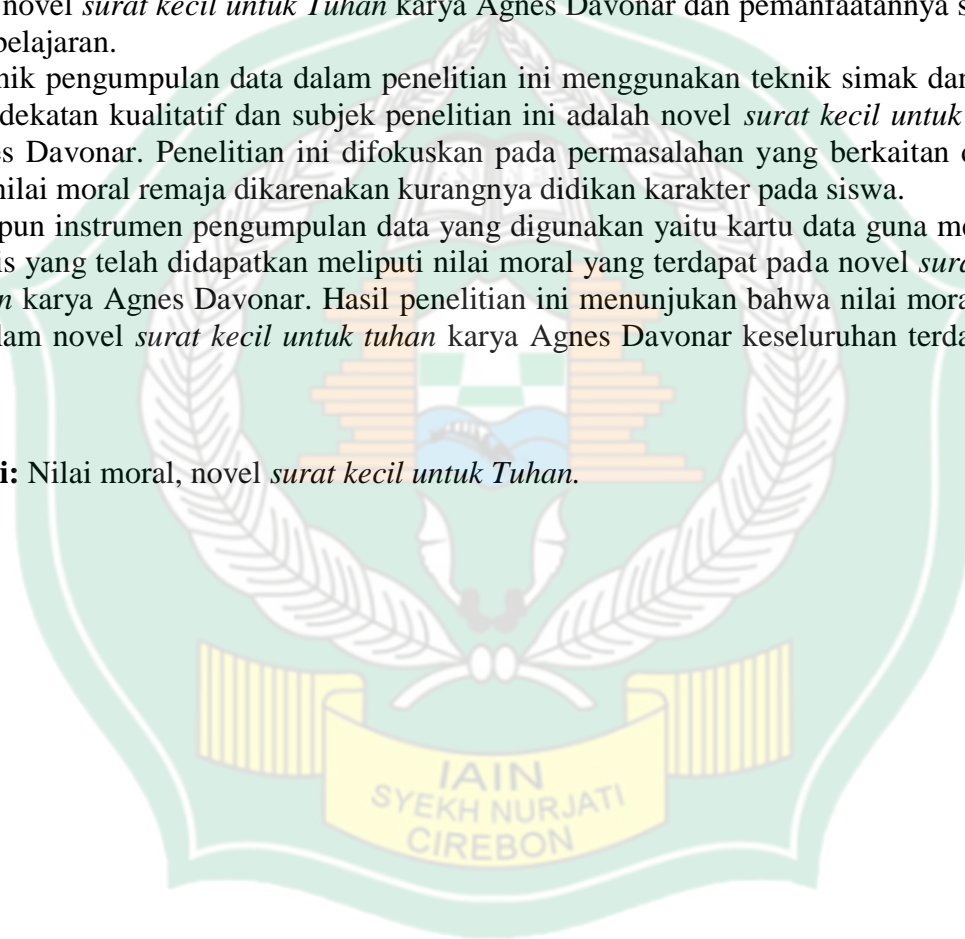 novel surat kecil untuk Tuhan karya Agnes Davonar dan pemanfaatannya s
pelajaran.
nik pengumpulan data dalam penelitian ini menggunakan teknik simak dan
dekatan kualitatif dan subjek penelitian ini adalah novel surat kecil untuk
es Davonar. Penelitian ini difokuskan pada permasalahan yang berkaitan d
nilai moral remaja dikarenakan kurangnya didikan karakter pada siswa.
pun instrumen pengumpulan data yang digunakan yaitu kartu data guna me
is yang telah didapatkan meliputi nilai moral yang terdapat pada novel sura
n karya Agnes Davonar. Hasil penelitian ini menunjukan bahwa nilai mora
lam novel surat kecil untuk tuhan karya Agnes Davonar keseluruhan terda
i: Nilai moral, novel surat kecil untuk Tuhan.
IAIN
SYEKH NURJATI
CIREBON